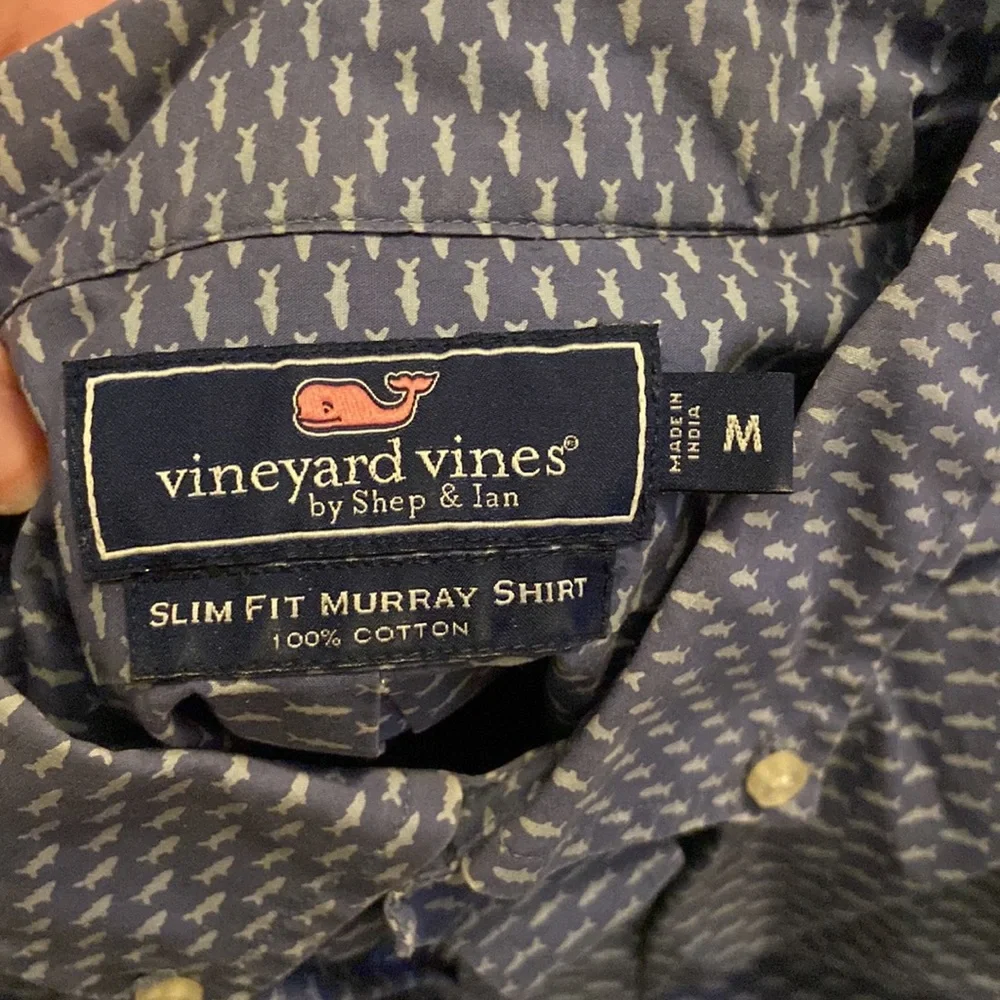 vineyard vines®
by Shep & Ian
SLIM FIT MURRAY SHIRT
100% COTTON
MADE IN
INDIA
M